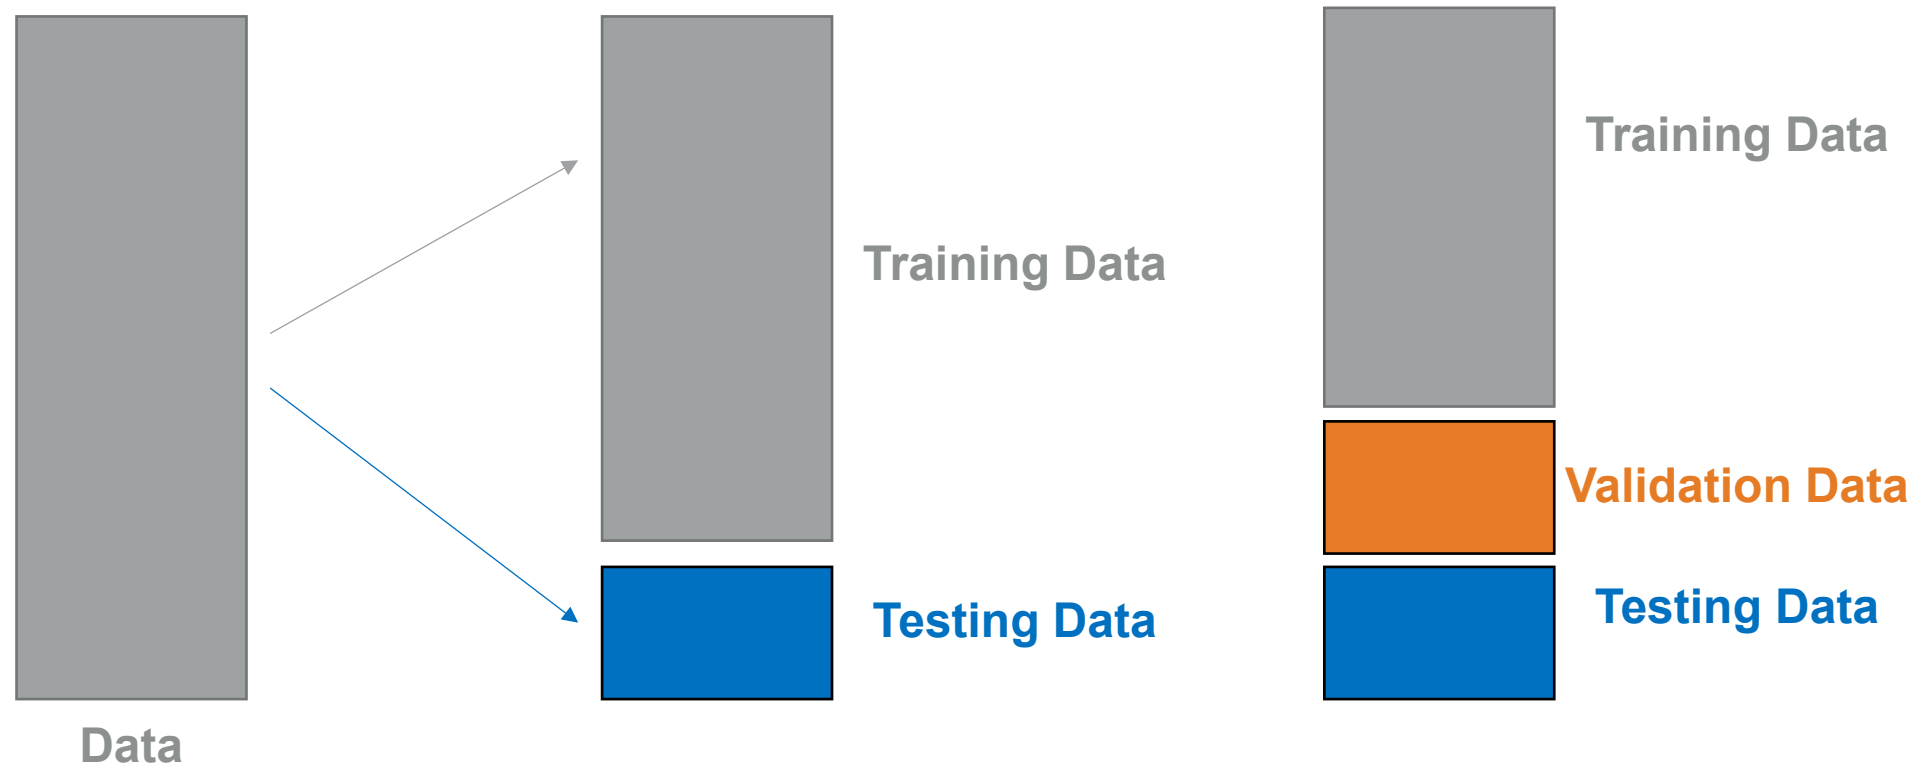 Data
Training Data
Testing Data
Training Data
Validation Data
Testing Data